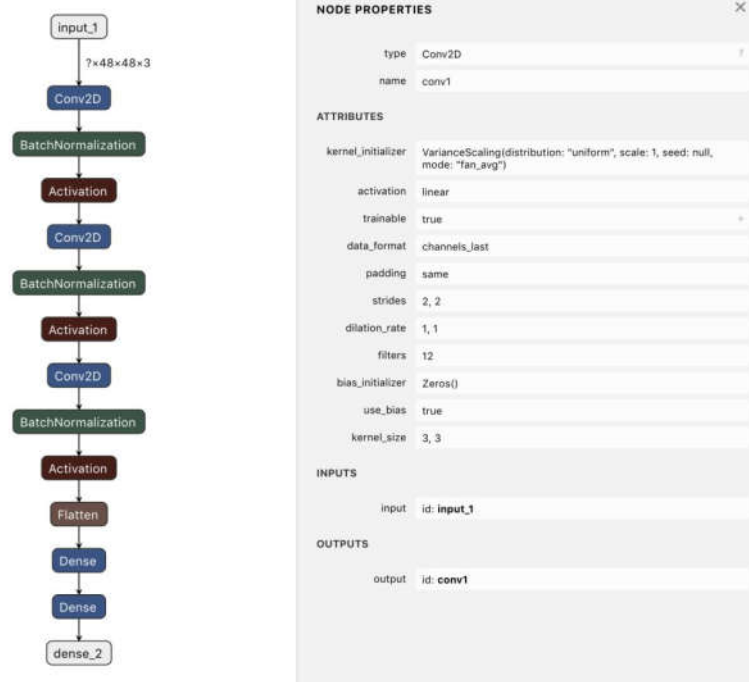 input_1
?×48×48×3
Conv2D
BatchNormalization
Activation
Conv2D
BatchNormalization
Activation
Conv2D
BatchNormalization
Activation
Flatten
Dense
Dense
dense_2
NODE PROPERTIES
type Conv2D
name conv1
ATTRIBUTES
kernel_initializer VarianceScaling(distribution: "uniform", scale: 1, seed: null,
mode: "fan_avg")
activation linear
trainable true
data_format channels_last
padding same
strides 2, 2
dilation_rate 1, 1
filters 12
bias_initializer Zeros()
use_bias true
kernel_size 3, 3
INPUTS
input id: input_1
OUTPUTS
output id: conv1